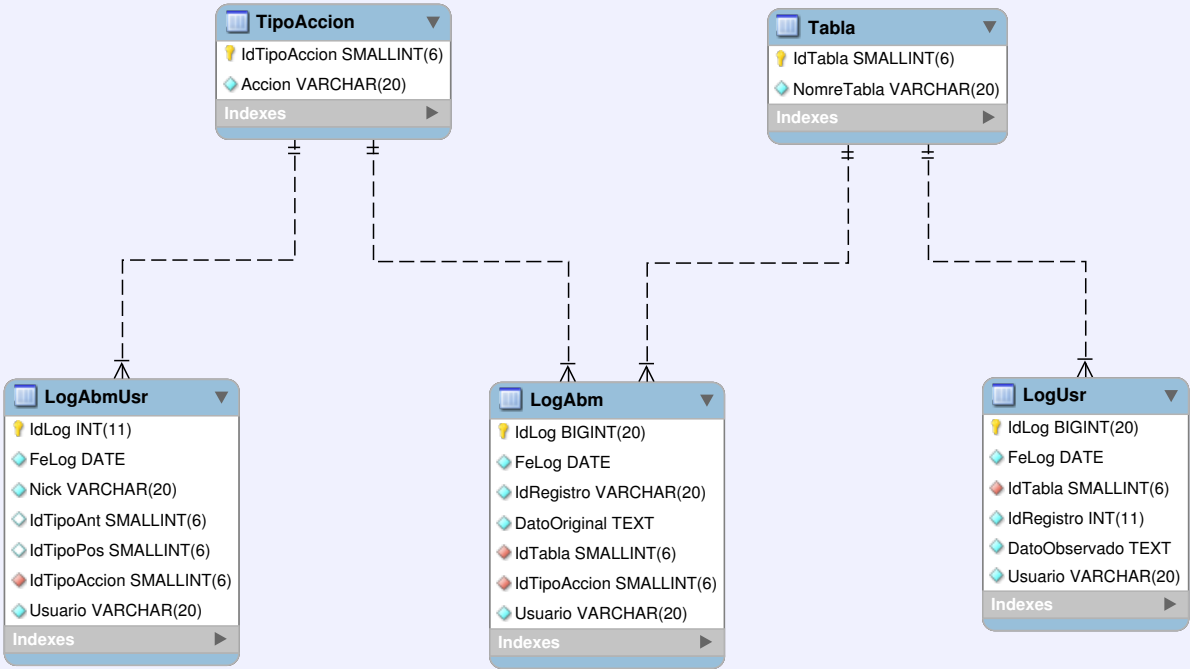 TipoAccion
IdTipoAccion SMALLINT(6)
Accion VARCHAR(20)
Indexes
Tabla
IdTabla SMALLINT(6)
NomreTabla VARCHAR(20)
Indexes
LogAbmUsr
IdLog INT(11)
FeLog DATE
Nick VARCHAR(20)
IdTipoAnt SMALLINT(6)
IdTipoPos SMALLINT(6)
IdTipoAccion SMALLINT(6)
Usuario VARCHAR(20)
Indexes
LogAbm
IdLog BIGINT(20)
FeLog DATE
IdRegistro VARCHAR(20)
DatoOriginal TEXT
IdTabla SMALLINT(6)
IdTipoAccion SMALLINT(6)
Usuario VARCHAR(20)
Indexes
LogUsr
IdLog BIGINT(20)
FeLog DATE
IdTabla SMALLINT(6)
IdRegistro INT(11)
DatoObservado TEXT
Usuario VARCHAR(20)
Indexes